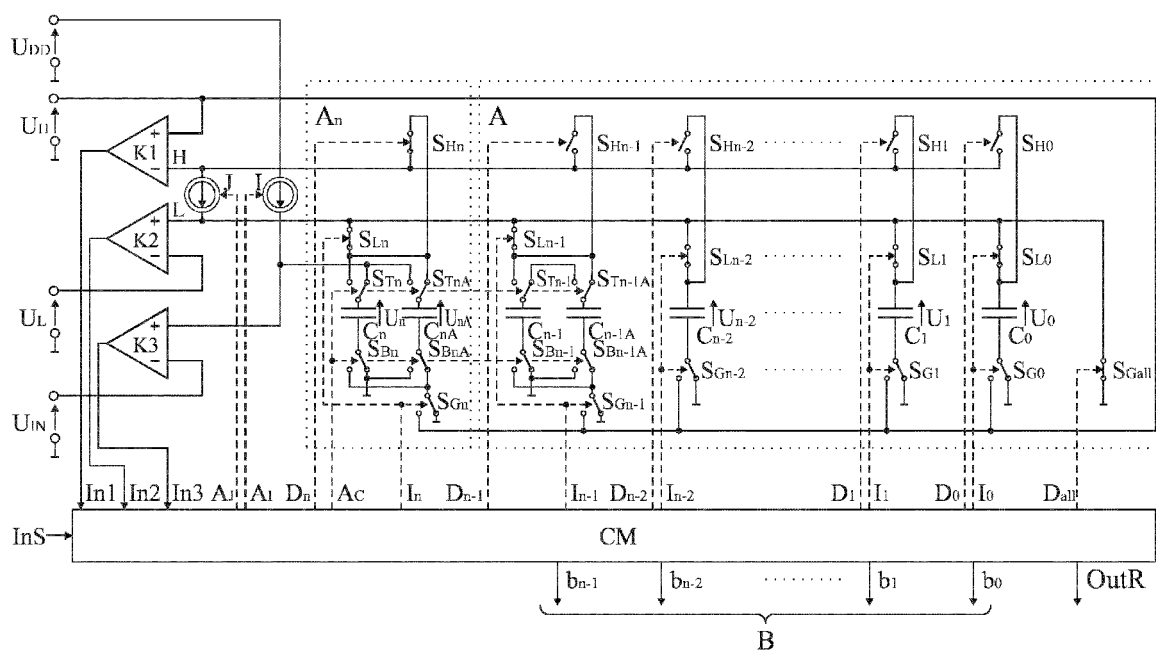 UDD
UH
An A
K1 + - H
SHn SHn-1 SHn-2 SH1 SH0
J I
K2 + - L
SLn SLn-1 SLn-2 SL1 SL0
STn STnA STn-1 STn-1A
UL
Un UnA Un-2 U1 U0
K3 + -
Cn CnA Cn-1 Cn-1A Cn-2 C1 C0
SBn SBnA SBn-1 SBn-1A
SGn-2 SG1 SG0 SGall
UIN
SGn SGn-1
In1 In2 In3 AJ AI Dn AC In Dn-1 In-1 Dn-2 In-2 D1 I1 D0 I0 Dall
InS CM
bn-1 bn-2 b1 b0 OutR
B